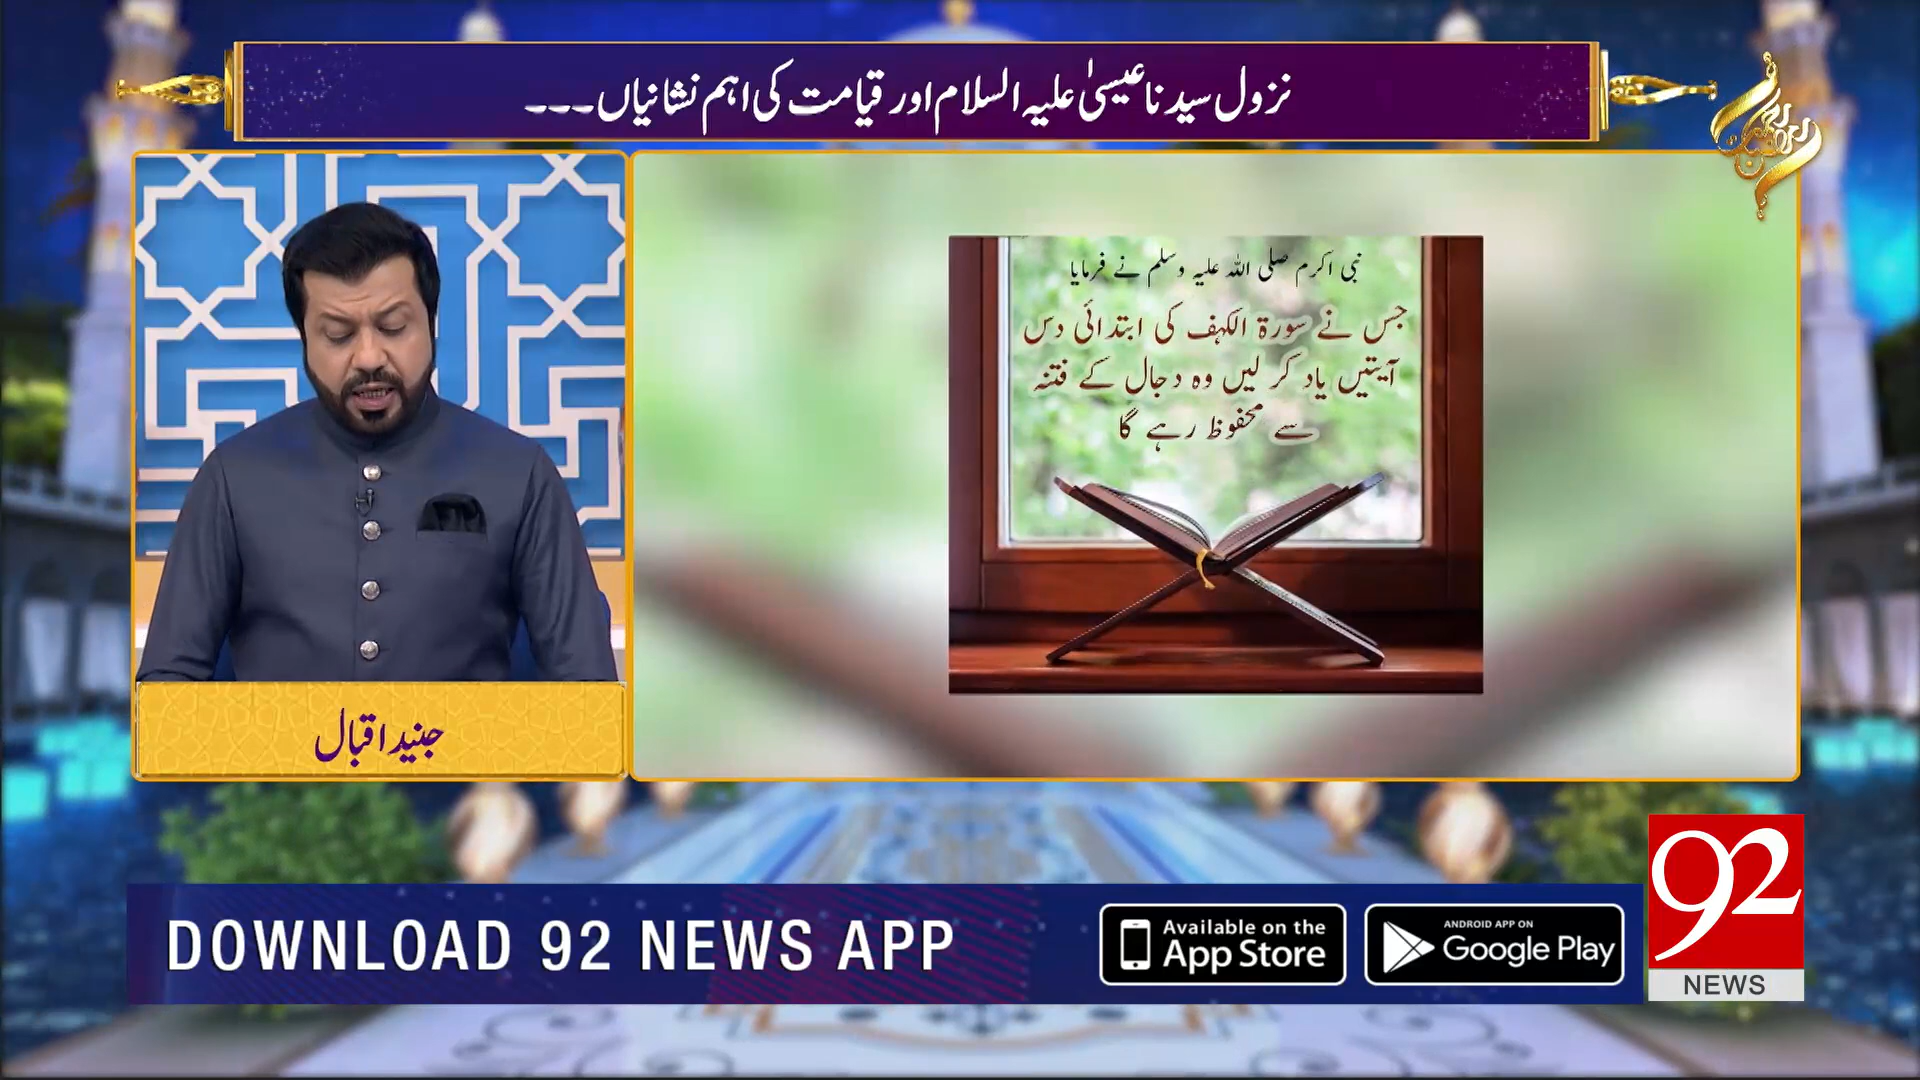 نزول سیدنا عیسیٰ علیہ السلام اور قیامت کی اہم نشانیاں۔۔۔
نبی اکرم صلی اللہ علیہ وسلم نے فرمایا
جس نے سورۃ الکہف کی ابتدائی دس
آیتیں یاد کر لیں وہ دجال کے فتنہ
سے محفوظ رہے گا
جنید اقبال
DOWNLOAD 92 NEWS APP
Available on the
App Store
ANDROID APP ON
Google Play
92
NEWS